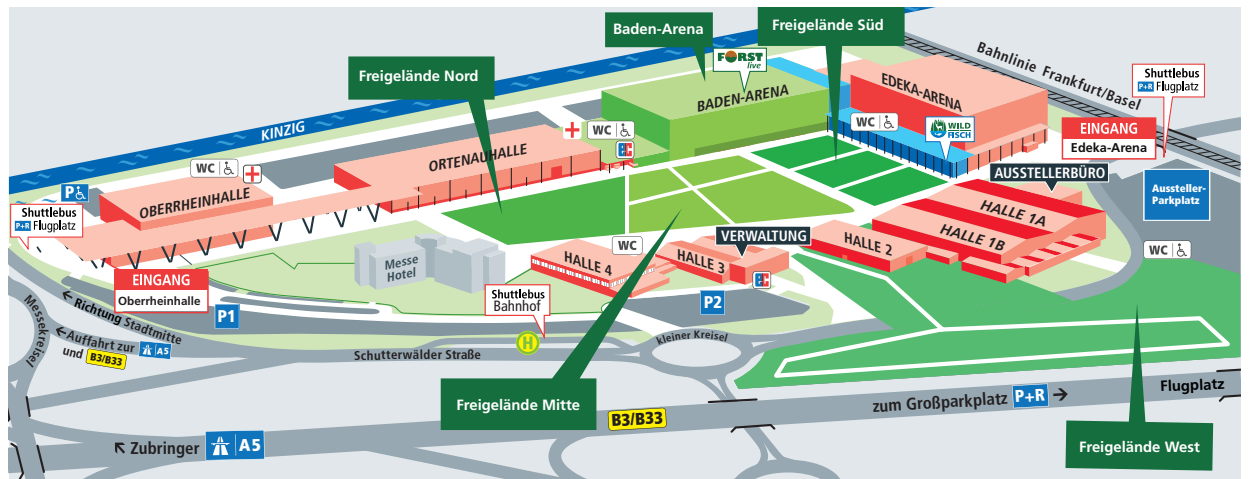 Baden-Arena
Freigelände Süd
Freigelände Nord
FORST
live
BADEN-ARENA
EDEKA-ARENA
Bahnlinie Frankfurt/Basel
Shuttlebus
P+R Flugplatz
KINZIG
WC
WC
WILD
FISCH
EINGANG
Edeka-Arena
ORTENAUHALLE
WC
AUSSTELLERBÜRO
Aussteller-
Parkplatz
P
OBERRHEINHALLE
HALLE 1A
Shuttlebus
P+R Flugplatz
HALLE 1B
VERWALTUNG
WC
HALLE 2
WC
Messe
Hotel
HALLE 4
HALLE 3
EINGANG
Oberrheinhalle
Shuttlebus
Bahnhof
P1
P2
Richtung Stadtmitte
Messekreisel
Auffahrt zur A5
und B3/B33
H
kleiner Kreisel
Schutterwälder Straße
Freigelände Mitte
Flugplatz
zum Großparkplatz P+R
B3/B33
Zubringer A5
Freigelände West